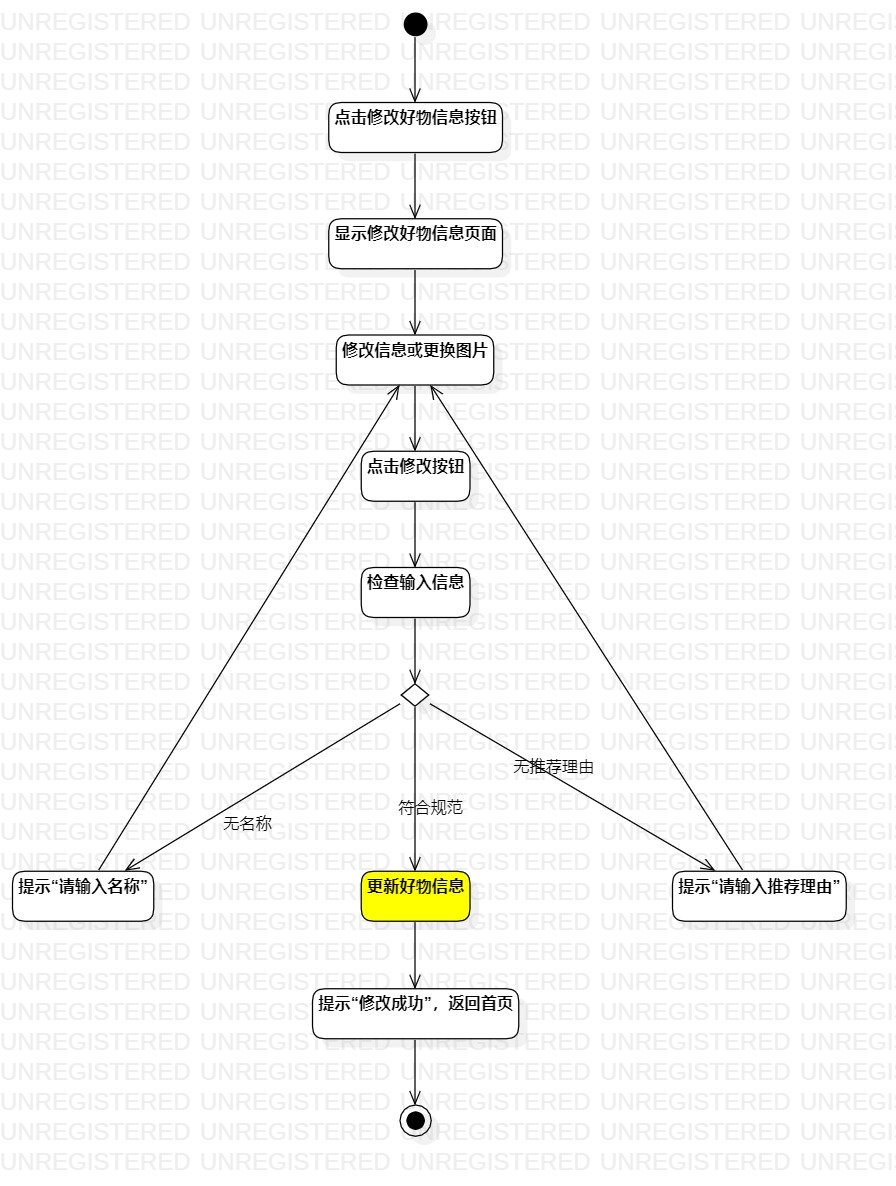 UNREGISTERED UNREGISTERED UNREGISTERED UNREGISTERED
点击修改好物信息按钮
显示修改好物信息页面
修改信息或更换图片
点击修改按钮
检查输入信息
无推荐理由
符合规范
无名称
提示“请输入名称”
更新好物信息
提示“请输入推荐理由”
提示“修改成功”，返回首页